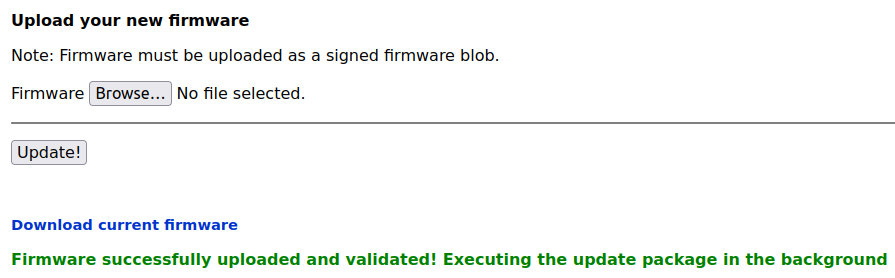 Upload your new firmware
Note: Firmware must be uploaded as a signed firmware blob.
Firmware Browse... No file selected.
Update!
Download current firmware
Firmware successfully uploaded and validated! Executing the update package in the background